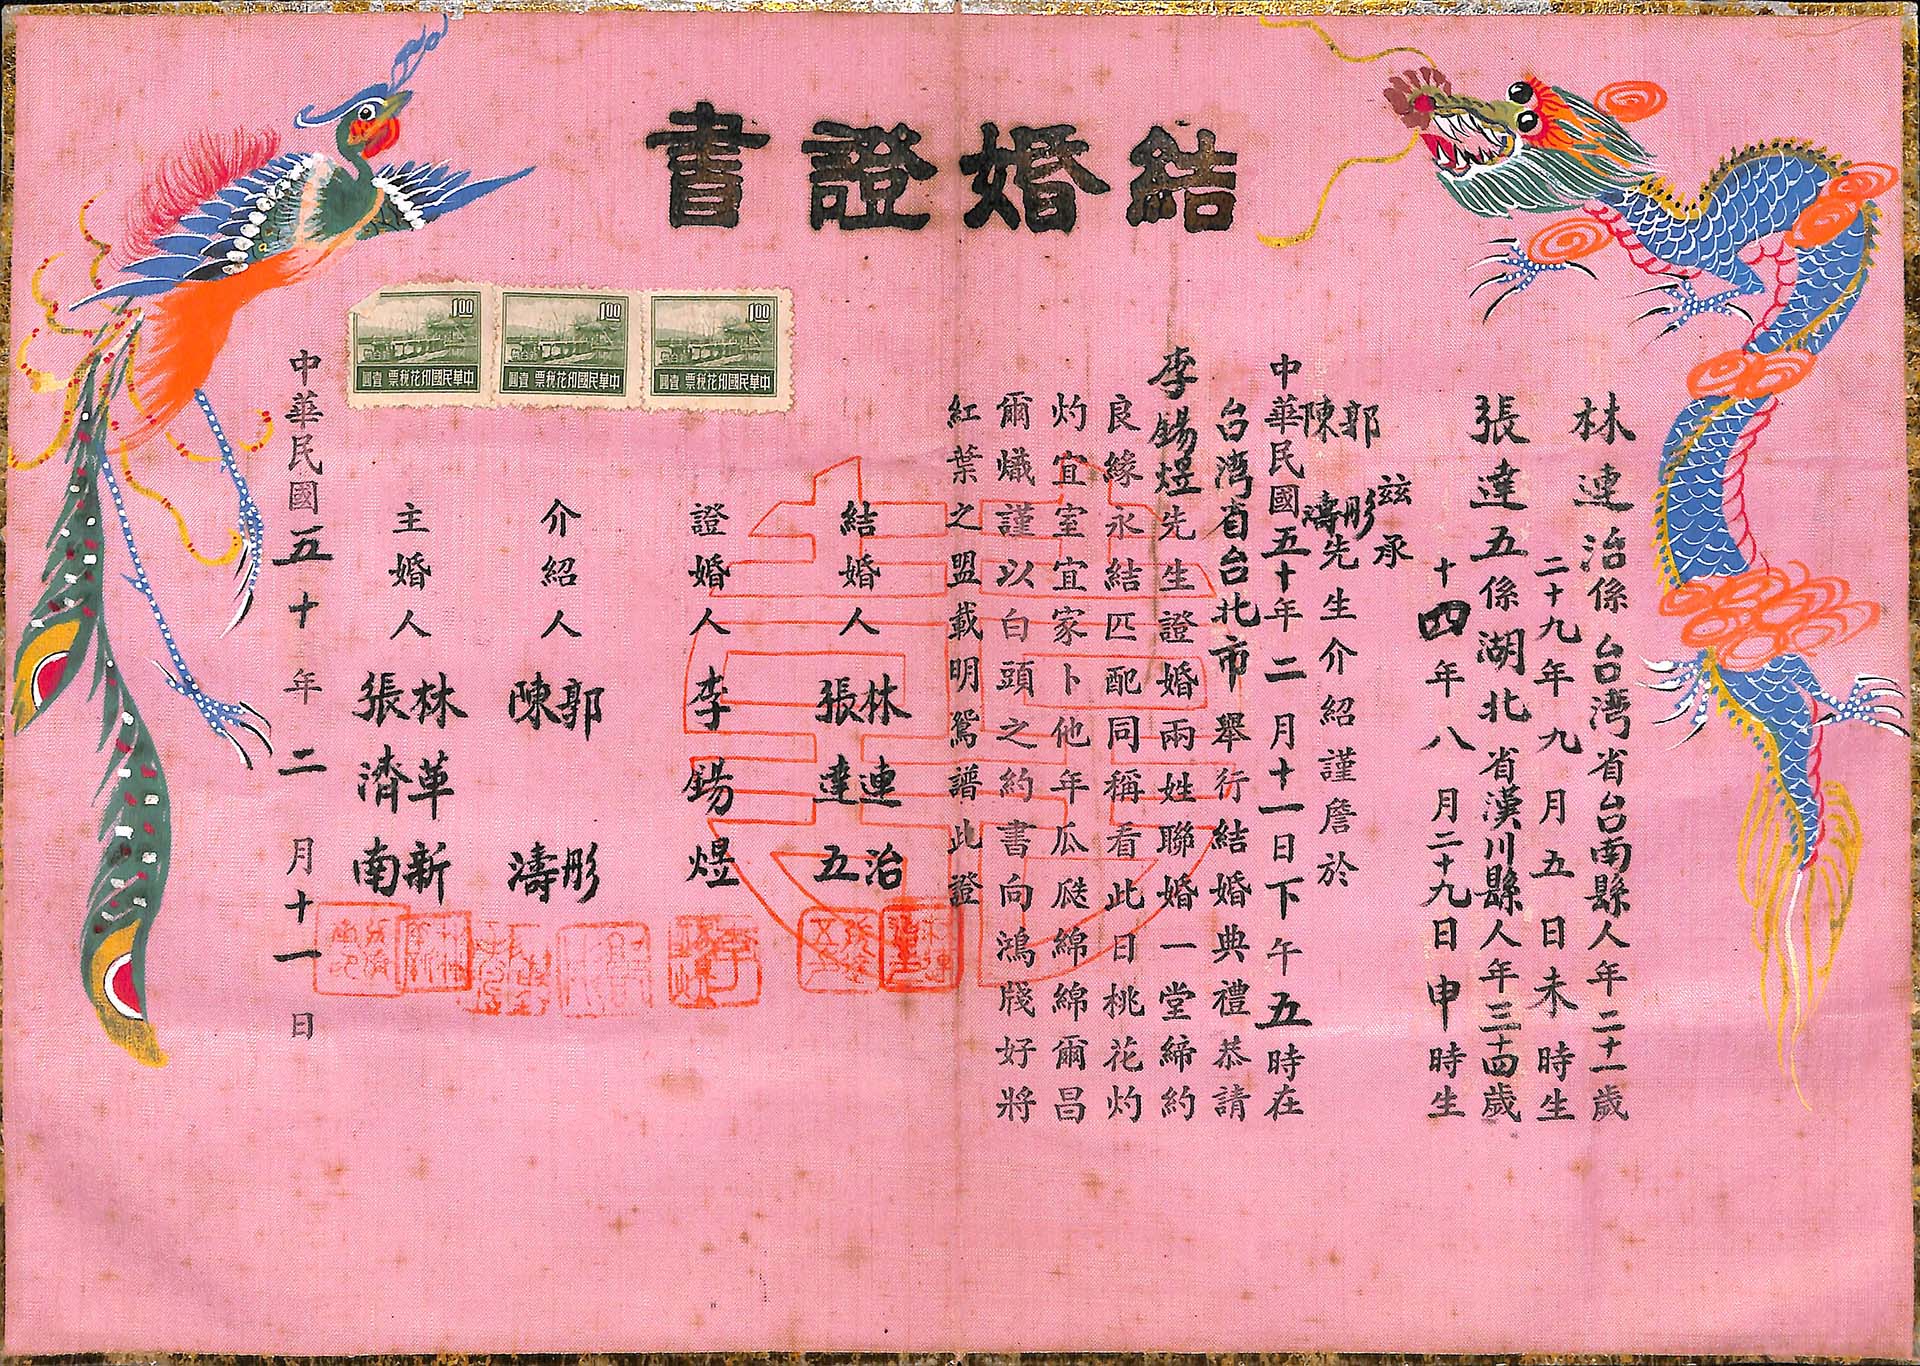 結婚證書
林連治係台湾省台南縣人年二十一歲
二十九年九月五日未時生
張達五係湖北省漢川縣人年三十四歲
十四年八月二十九日申時生
茲承
郭彤
陳濤先生介紹謹詹於
中華民國五十年二月十一日下午五時在
台湾省台北市舉行結婚典禮恭請
李錫煜先生證婚兩姓聯婚一堂締約
良緣永結匹配同稱看此日桃花灼
灼宜室宜家卜他年瓜瓞綿綿爾昌
爾熾謹以白頭之約書向鴻牋好將
紅葉之盟載明鴛譜此證
結婚人 林連治
張達五
證婚人 李錫煜
介紹人 郭彤
陳濤
主婚人 林革新
張濟南
中華民國五十年二月十一日
1.00
中華民國印花稅票 壹圓
1.00
中華民國印花稅票 壹圓
1.00
中華民國印花稅票 壹圓